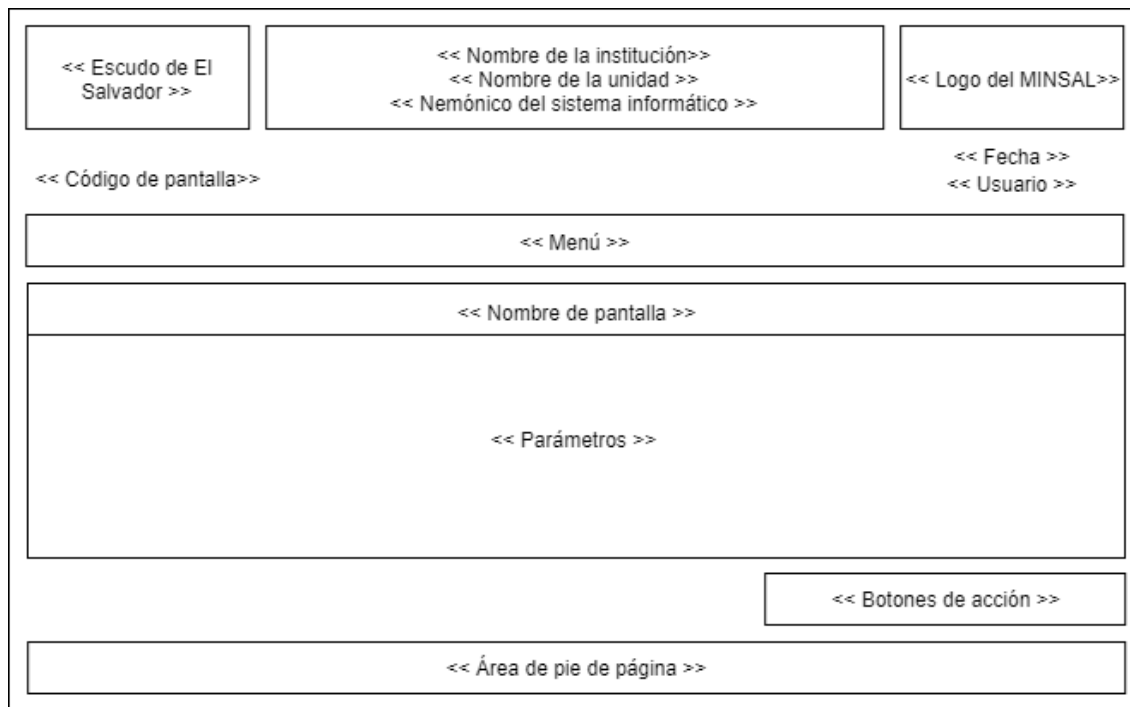 << Escudo de El
Salvador >>
<< Nombre de la institución>>
<< Nombre de la unidad >>
<< Nemónico del sistema informático >>
<< Logo del MINSAL>>
<< Código de pantalla>>
<< Fecha >>
<< Usuario >>
<< Menú >>
<< Nombre de pantalla >>
<< Parámetros >>
<< Botones de acción >>
<< Área de pie de página >>